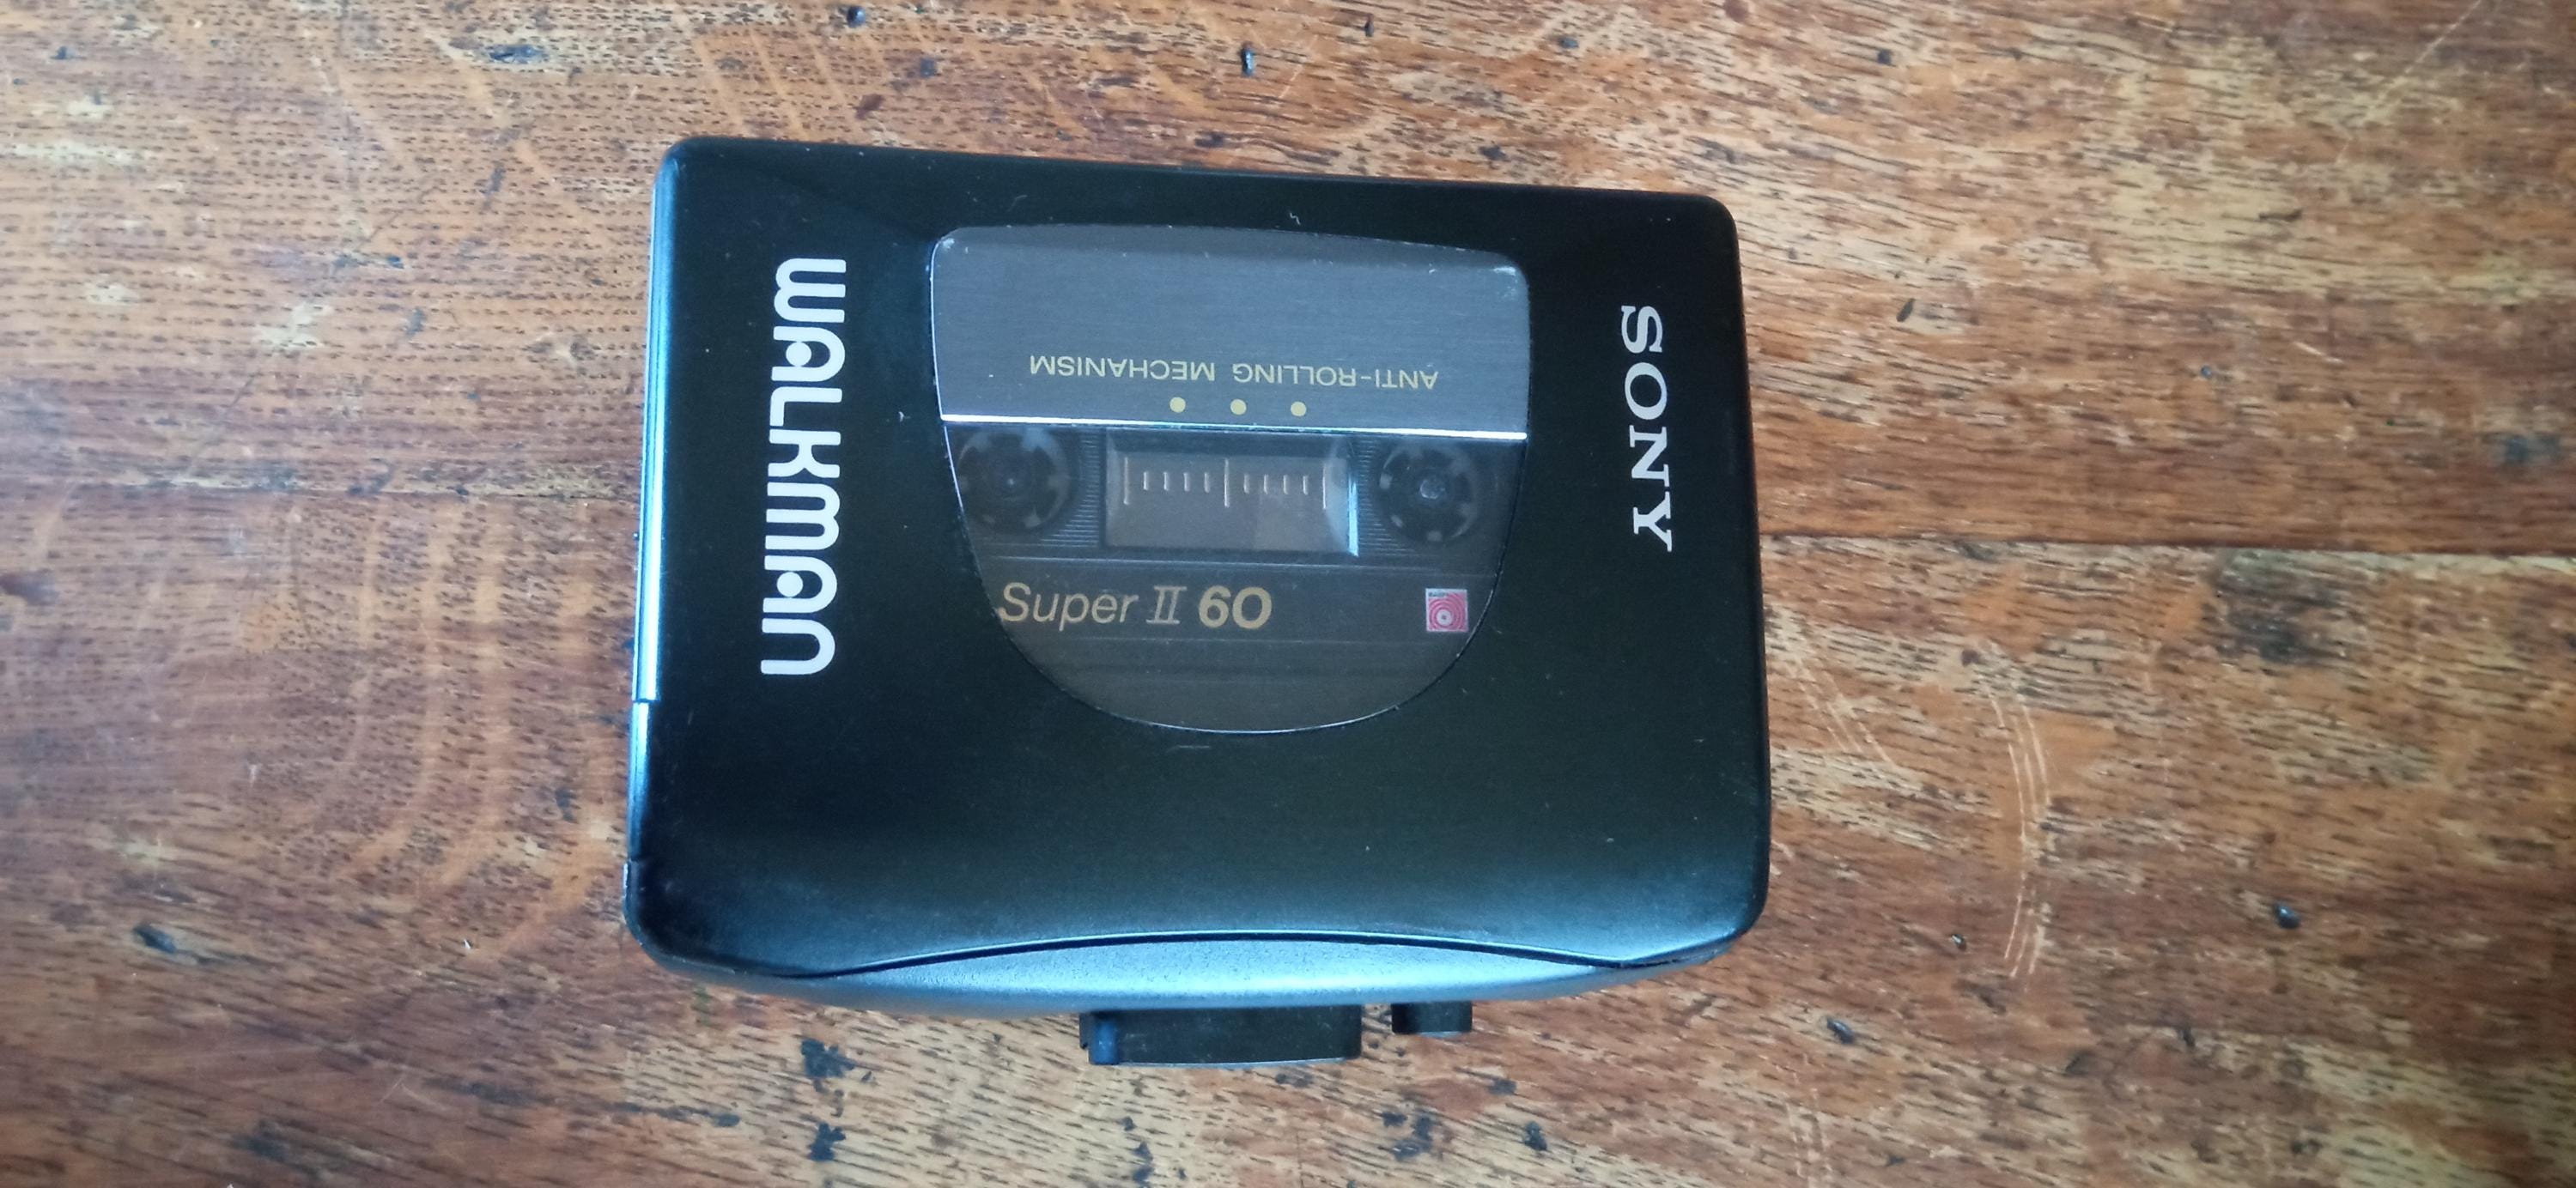 WALKMAN
SONY
ANTI-ROLLING MECHANISM
Super II 60